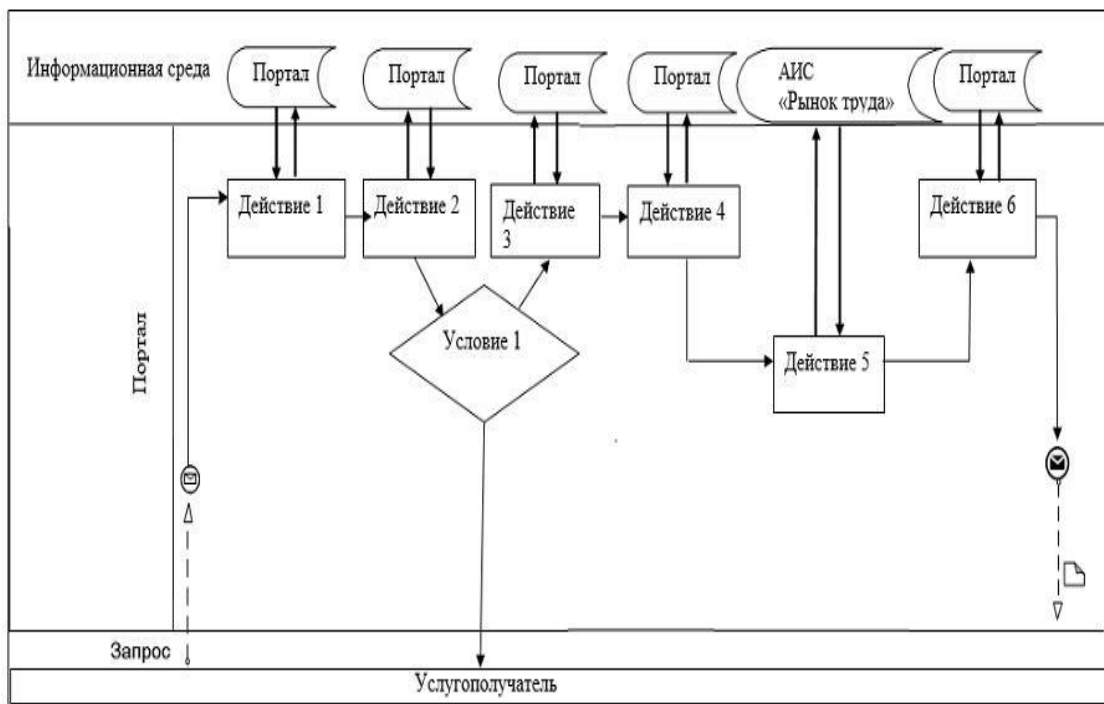 Информационная среда
Портал
Портал
Портал
Портал
АИС
«Рынок труда»
Портал
Портал
Действие 1
Действие 2
Действие
3
Действие 4
Действие 6
Условие 1
Действие 5
Запрос
Услугополучатель